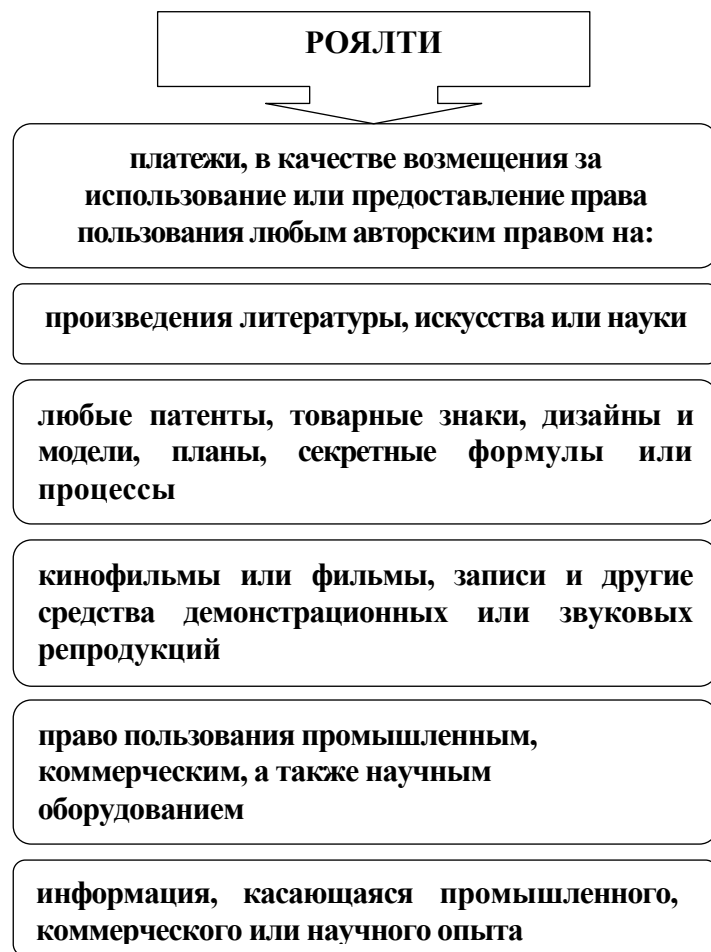 РОЯЛТИ
платежи, в качестве возмещения за
использование или предоставление права
пользования любым авторским правом на:
произведения литературы, искусства или науки
любые патенты, товарные знаки, дизайны и
модели, планы, секретные формулы или
процессы
кинофильмы или фильмы, записи и другие
средства демонстрационных или звуковых
репродукций
право пользования промышленным,
коммерческим, а также научным
оборудованием
информация, касающаяся промышленного,
коммерческого или научного опыта